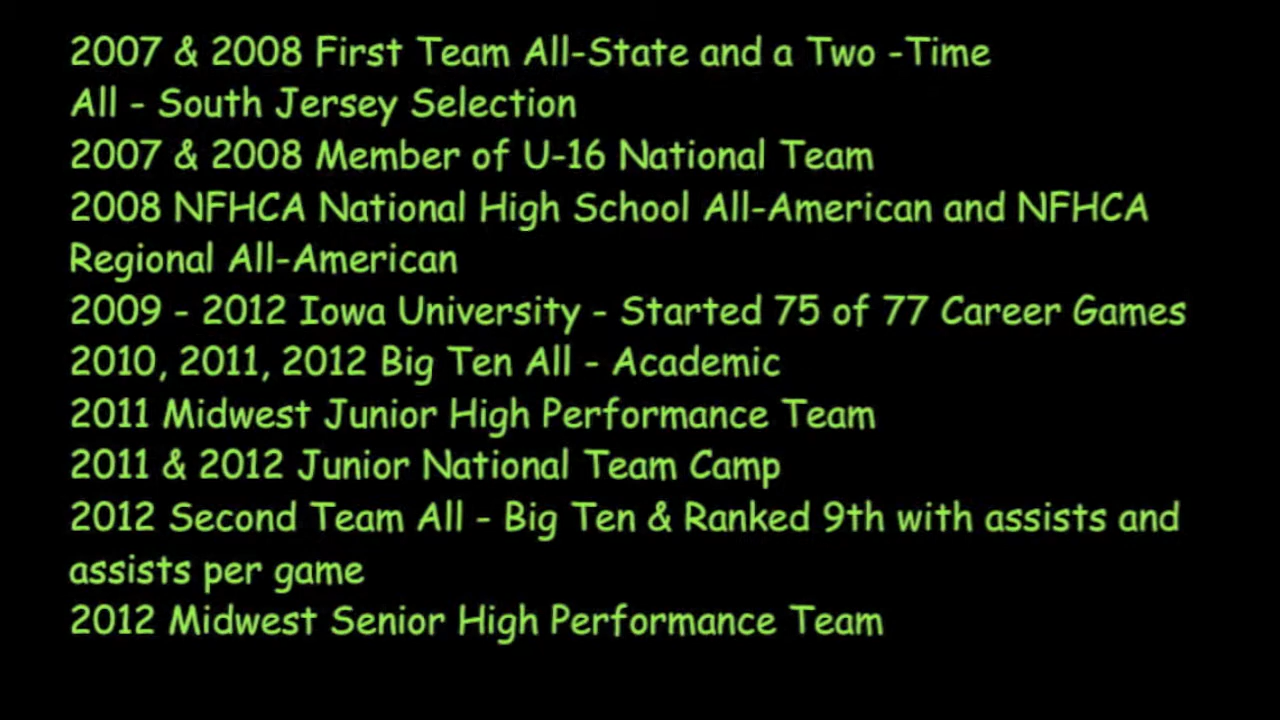 2007 & 2008 First Team All-State and a Two -Time
All - South Jersey Selection
2007 & 2008 Member of U-16 National Team
2008 NFHCA National High School All-American and NFHCA
Regional All-American
2009 - 2012 Iowa University - Started 75 of 77 Career Games
2010, 2011, 2012 Big Ten All - Academic
2011 Midwest Junior High Performance Team
2011 & 2012 Junior National Team Camp
2012 Second Team All - Big Ten & Ranked 9th with assists and
assists per game
2012 Midwest Senior High Performance Team